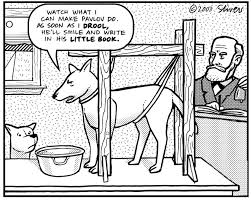 © 2003 Stivers
WATCH WHAT I
CAN MAKE PAVLOV DO.
AS SOON AS I DROOL,
HE'LL SMILE AND WRITE
IN HIS LITTLE BOOK.